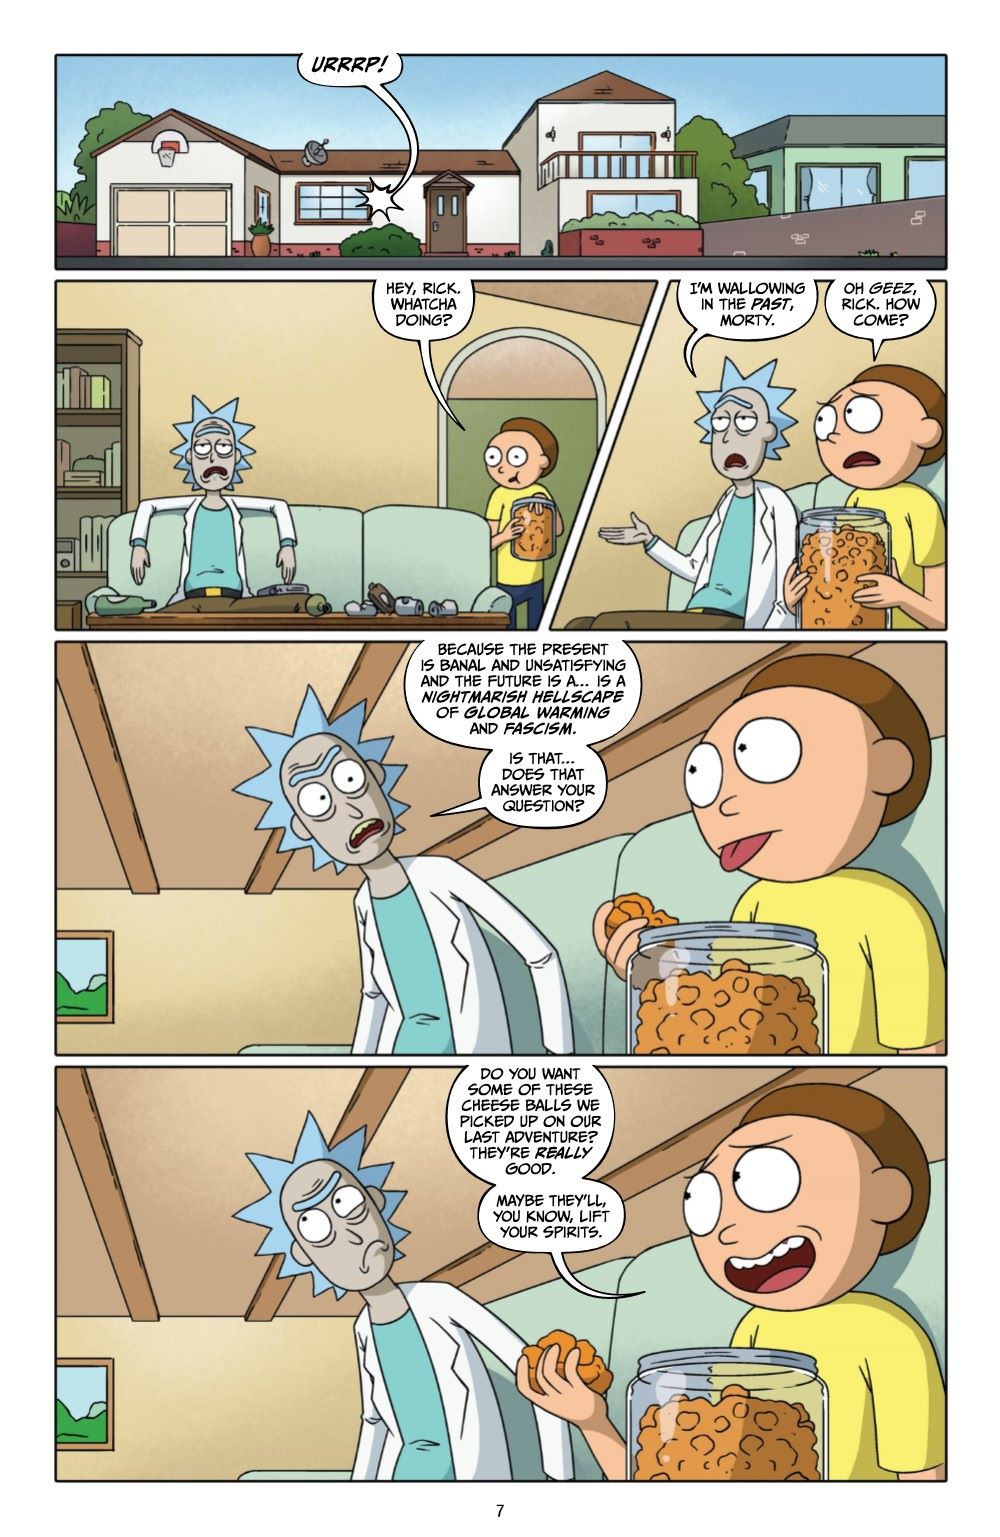 URRRP!
HEY, RICK.
WHATCHA
DOING?
I'M WALLOWING
IN THE PAST,
MORTY.
OH GEEZ,
RICK. HOW
COME?
BECAUSE THE PRESENT
IS BANAL AND UNSATISFYING
AND THE FUTURE IS A... IS A
NIGHTMARISH HELLSCAPE
OF GLOBAL WARMING
AND FASCISM.
IS THAT...
DOES THAT
ANSWER YOUR
QUESTION?
DO YOU WANT
SOME OF THESE
CHEESE BALLS WE
PICKED UP ON OUR
LAST ADVENTURE?
THEY'RE REALLY
GOOD.
MAYBE THEY'LL,
YOU KNOW, LIFT
YOUR SPIRITS.
7